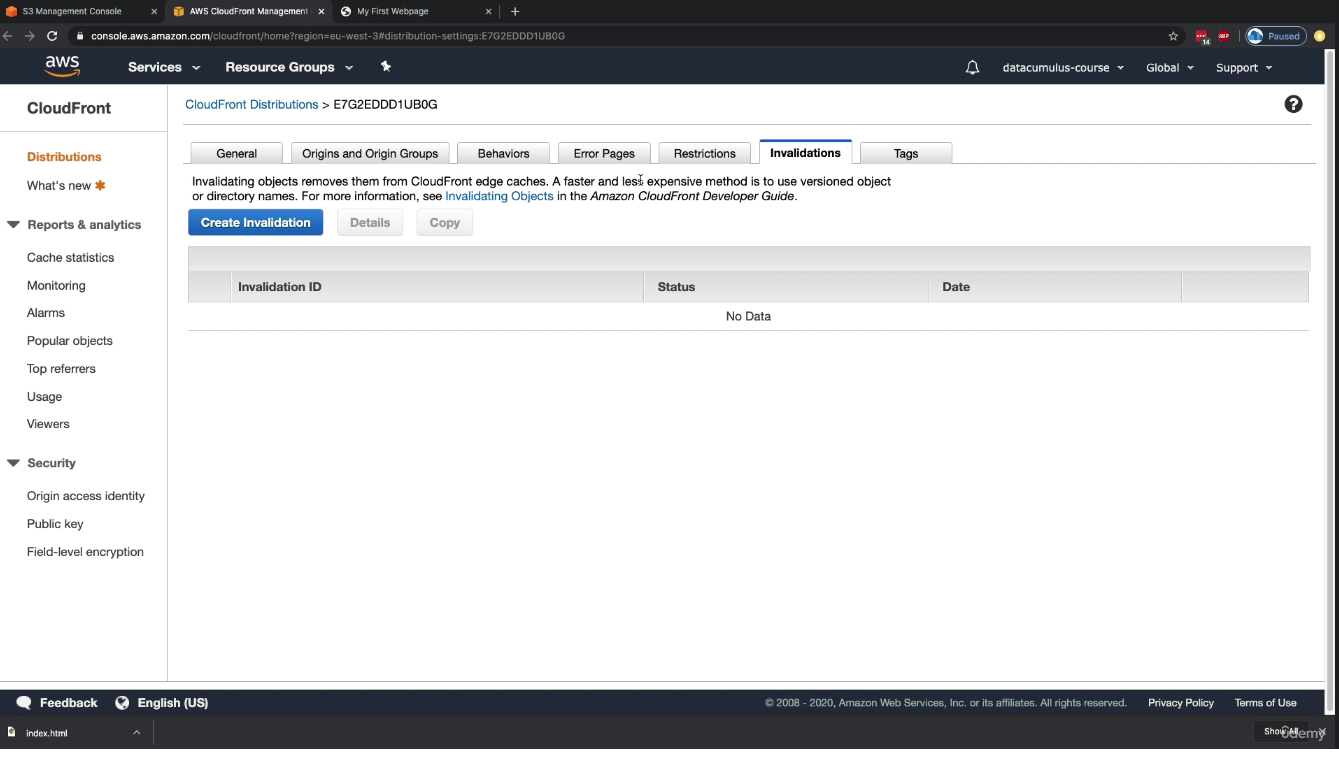 S3 Management Console
AWS CloudFront Management
My First Webpage
console.aws.amazon.com/cloudfront/home?region=eu-west-3#distribution-settings:E7G2EDDD1UB0G
14
ABP
Paused
aws
Services
Resource Groups
datacumulus-course
Global
Support
CloudFront
CloudFront Distributions > E7G2EDDD1UB0G
?
Distributions
What's new
Reports & analytics
Cache statistics
Monitoring
Alarms
Popular objects
Top referrers
Usage
Viewers
Security
Origin access identity
Public key
Field-level encryption
General
Origins and Origin Groups
Behaviors
Error Pages
Restrictions
Invalidations
Tags
Invalidating objects removes them from CloudFront edge caches. A faster and less expensive method is to use versioned object
or directory names. For more information, see Invalidating Objects in the Amazon CloudFront Developer Guide.
Create Invalidation
Details
Copy
Invalidation ID
Status
Date
No Data
Feedback
English (US)
© 2008 - 2020, Amazon Web Services, Inc. or its affiliates. All rights reserved.
Privacy Policy
Terms of Use
index.html
Show All
udemy